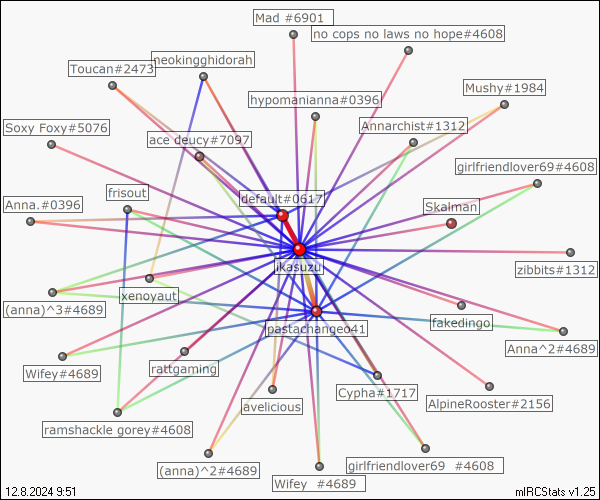 Mad #6901
no cops no laws no hope#4608
neokingghidorah
Toucan#2473
Mushy#1984
hypomanianna#0396
Soxy Foxy#5076
Annarchist#1312
ace deucy#7097
girlfriendlover69#4608
frisout
default#0617
Skalman
Anna.#0396
ikasuzu
zibbits#1312
xenoyaut
(anna)^3#4689
fakedingo
pastachangeo41
Anna^2#4689
Wifey#4689
rattgaming
Cypha#1717
avelicious
AlpineRooster#2156
ramshackle gorey#4608
(anna)^2#4689
girlfriendlover69 #4608
Wifey #4689
12.8.2024 9:51
mIRCStats v1.25